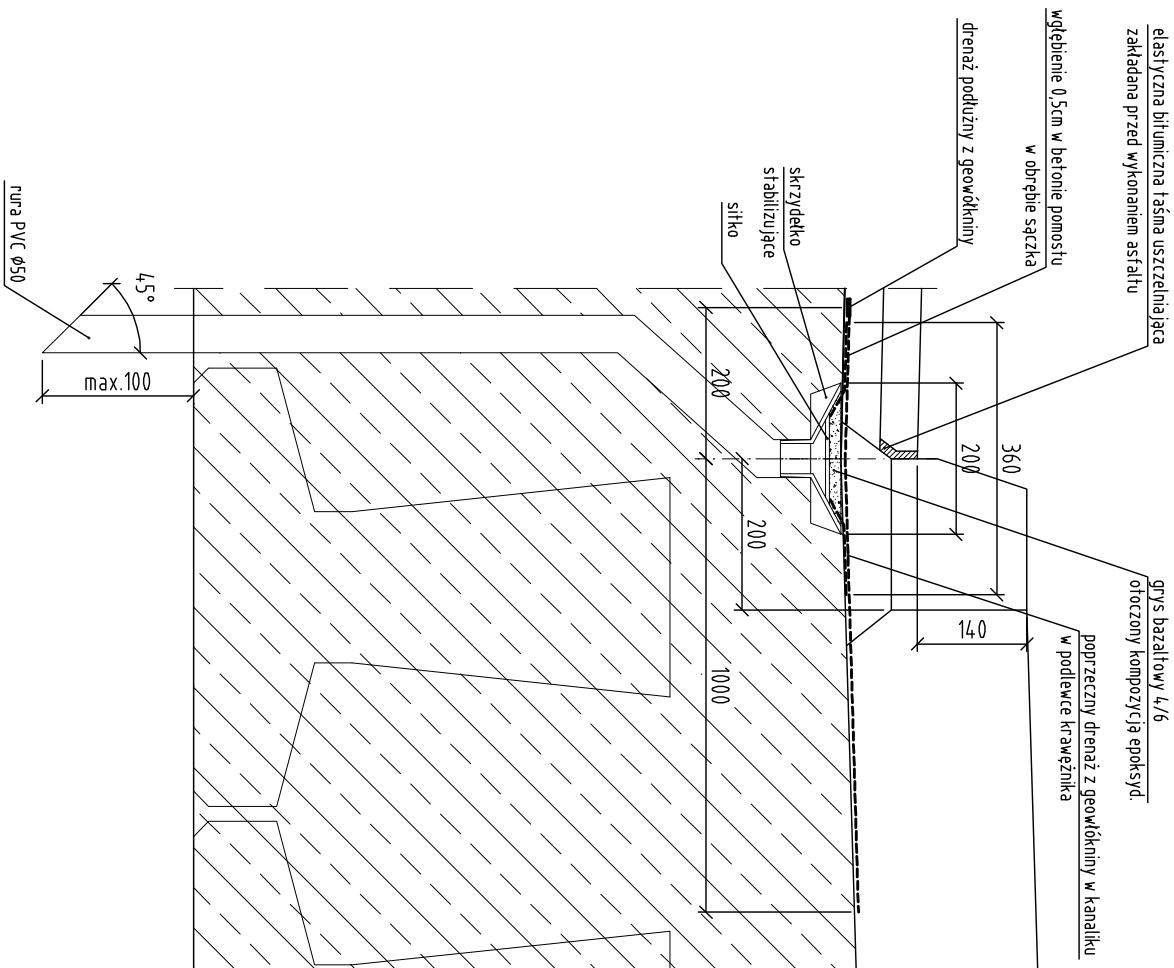 elastyczna bitumiczna taśma uszczelniająca
zakładana przed wykonaniem asfaltu
wgłębienie 0,5cm w betonie pomostu
w obrębie sączka
drenaż podłużny z geowłókniny
skrzydełko
stabilizujące
sitko
rura PVC ø50
45°
max.100
grys bazaltowy 4/6
otoczony kompozycją epoksyd.
poprzeczny drenaż z geowłókniny w kanaliku
w podlewce krawężnika
140
360
200
200
200
1000